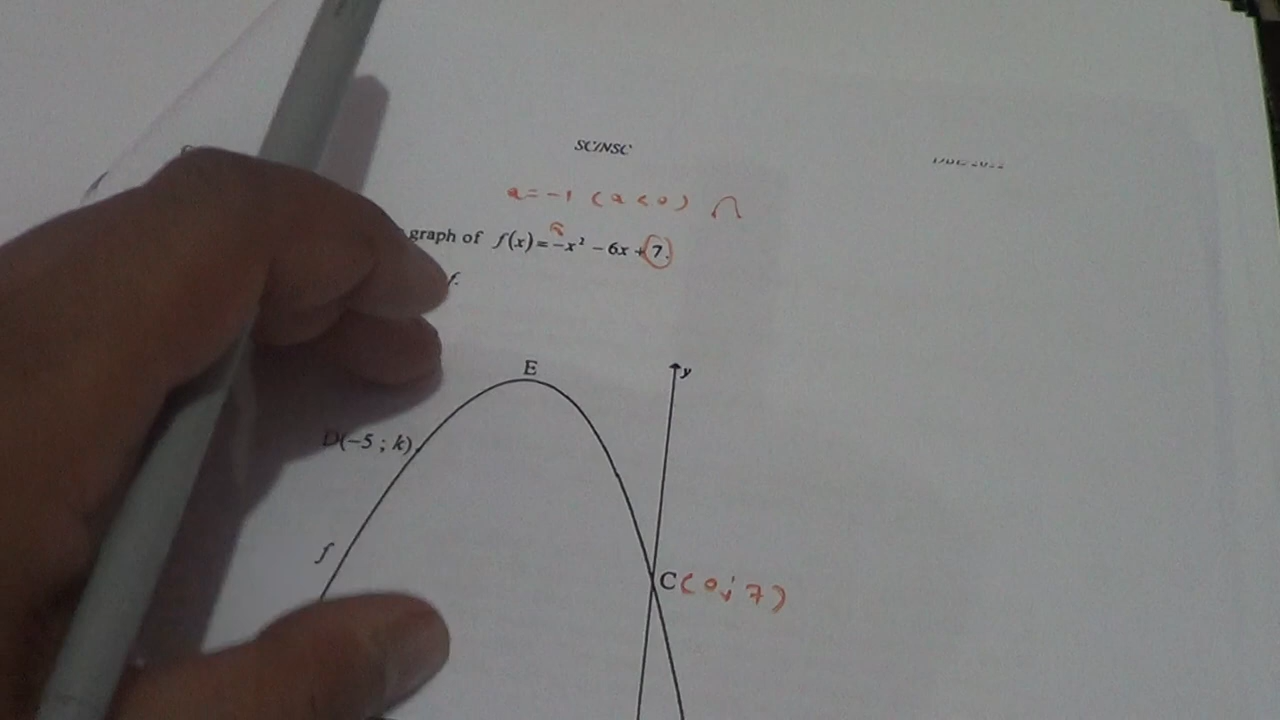 SC/NSC
a = -1 (a < 0) ∩
graph of f(x) = -x² - 6x + 7.
f.
E
y
D(-5 ; k)
f
C(0; 7)